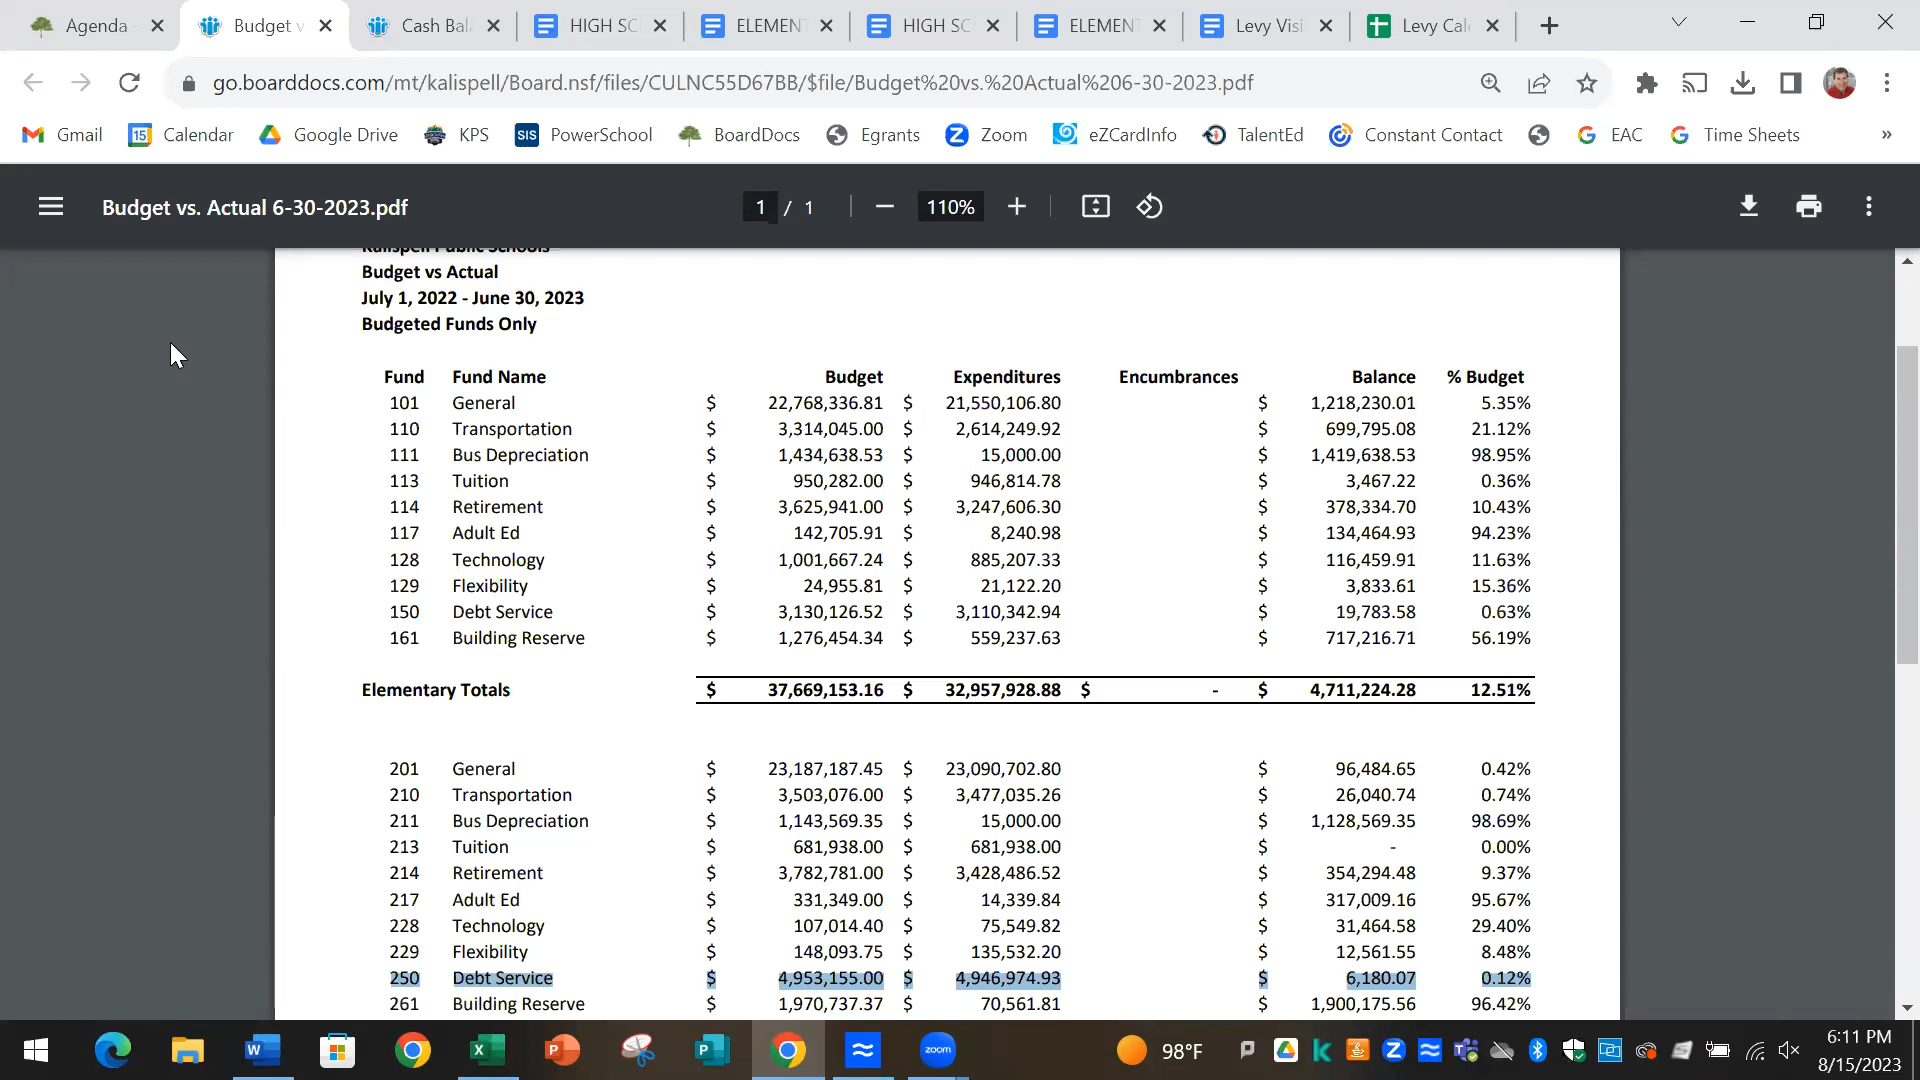 Agenda
Budget v
Cash Bal
HIGH SC
ELEMENT
HIGH SC
ELEMENT
Levy Visi
Levy Cal
go.boarddocs.com/mt/kalispell/Board.nsf/files/CULNC55D67BB/$file/Budget%20vs.%20Actual%206-30-2023.pdf
Gmail 15 Calendar Google Drive KPS SIS PowerSchool BoardDocs Egrants Zoom eZCardInfo TalentEd Constant Contact EAC Time Sheets »
Budget vs. Actual 6-30-2023.pdf 1 / 1 110%
Kalispell Public Schools
Budget vs Actual
July 1, 2022 - June 30, 2023
Budgeted Funds Only
Fund Fund Name Budget Expenditures Encumbrances Balance % Budget
101 General $ 22,768,336.81 $ 21,550,106.80 $ 1,218,230.01 5.35%
110 Transportation $ 3,314,045.00 $ 2,614,249.92 $ 699,795.08 21.12%
111 Bus Depreciation $ 1,434,638.53 $ 15,000.00 $ 1,419,638.53 98.95%
113 Tuition $ 950,282.00 $ 946,814.78 $ 3,467.22 0.36%
114 Retirement $ 3,625,941.00 $ 3,247,606.30 $ 378,334.70 10.43%
117 Adult Ed $ 142,705.91 $ 8,240.98 $ 134,464.93 94.23%
128 Technology $ 1,001,667.24 $ 885,207.33 $ 116,459.91 11.63%
129 Flexibility $ 24,955.81 $ 21,122.20 $ 3,833.61 15.36%
150 Debt Service $ 3,130,126.52 $ 3,110,342.94 $ 19,783.58 0.63%
161 Building Reserve $ 1,276,454.34 $ 559,237.63 $ 717,216.71 56.19%
Elementary Totals $ 37,669,153.16 $ 32,957,928.88 $ - $ 4,711,224.28 12.51%
201 General $ 23,187,187.45 $ 23,090,702.80 $ 96,484.65 0.42%
210 Transportation $ 3,503,076.00 $ 3,477,035.26 $ 26,040.74 0.74%
211 Bus Depreciation $ 1,143,569.35 $ 15,000.00 $ 1,128,569.35 98.69%
213 Tuition $ 681,938.00 $ 681,938.00 $ - 0.00%
214 Retirement $ 3,782,781.00 $ 3,428,486.52 $ 354,294.48 9.37%
217 Adult Ed $ 331,349.00 $ 14,339.84 $ 317,009.16 95.67%
228 Technology $ 107,014.40 $ 75,549.82 $ 31,464.58 29.40%
229 Flexibility $ 148,093.75 $ 135,532.20 $ 12,561.55 8.48%
250 Debt Service $ 4,953,155.00 $ 4,946,974.93 $ 6,180.07 0.12%
261 Building Reserve $ 1,970,737.37 $ 70,561.81 $ 1,900,175.56 96.42%
zoom 98°F 6:11 PM
8/15/2023